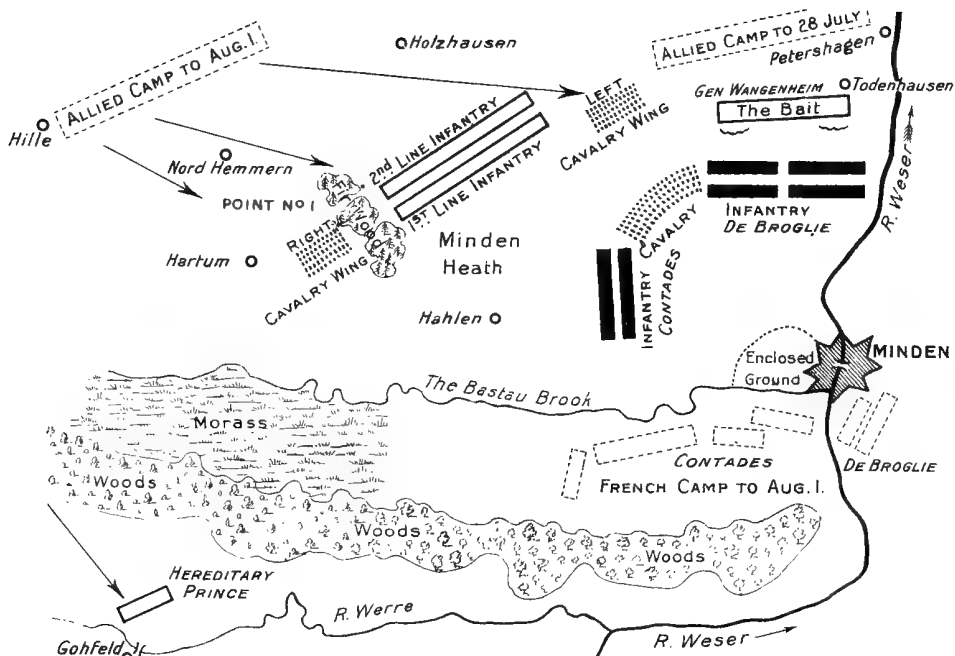 Holzhausen
ALLIED CAMP TO 28 JULY
Petershagen
ALLIED CAMP TO AUG. 1.
Hille
LEFT
CAVALRY WING
GEN WANGENHEIM
Todenhausen
The Bait
Nord Hemmern
2nd LINE INFANTRY
1ST LINE INFANTRY
POINT No 1
FIR WOOD
RIGHT
CAVALRY WING
R. Weser
INFANTRY
DE BROGLIE
CAVALRY
INFANTRY
CONTADES
Minden
Heath
Hartum
Hahlen
Enclosed
Ground
MINDEN
The Bastau Brook
Morass
Woods
CONTADES
DE BROGLIE
FRENCH CAMP TO AUG. 1.
Woods
Woods
HEREDITARY
PRINCE
R. Werre
R. Weser
Gohfeld